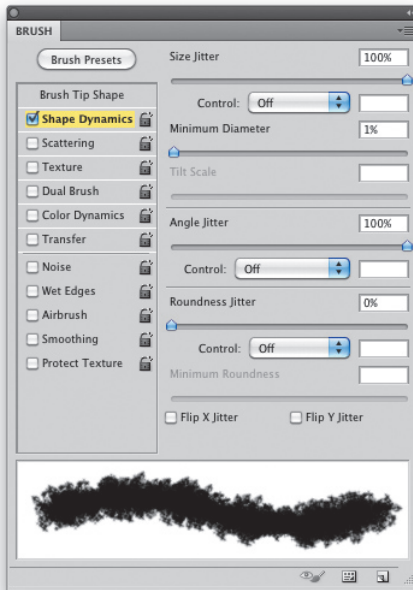 BRUSH
Brush Presets
Brush Tip Shape
Shape Dynamics
Scattering
Texture
Dual Brush
Color Dynamics
Transfer
Noise
Wet Edges
Airbrush
Smoothing
Protect Texture
Size Jitter 100%
Control: Off
Minimum Diameter 1%
Tilt Scale
Angle Jitter 100%
Control: Off
Roundness Jitter 0%
Control: Off
Minimum Roundness
Flip X Jitter Flip Y Jitter